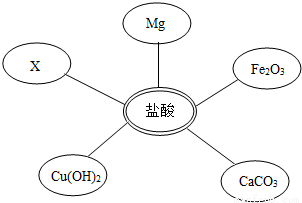 Mg
X
Fe₂O₃
盐酸
Cu(OH)₂
CaCO₃